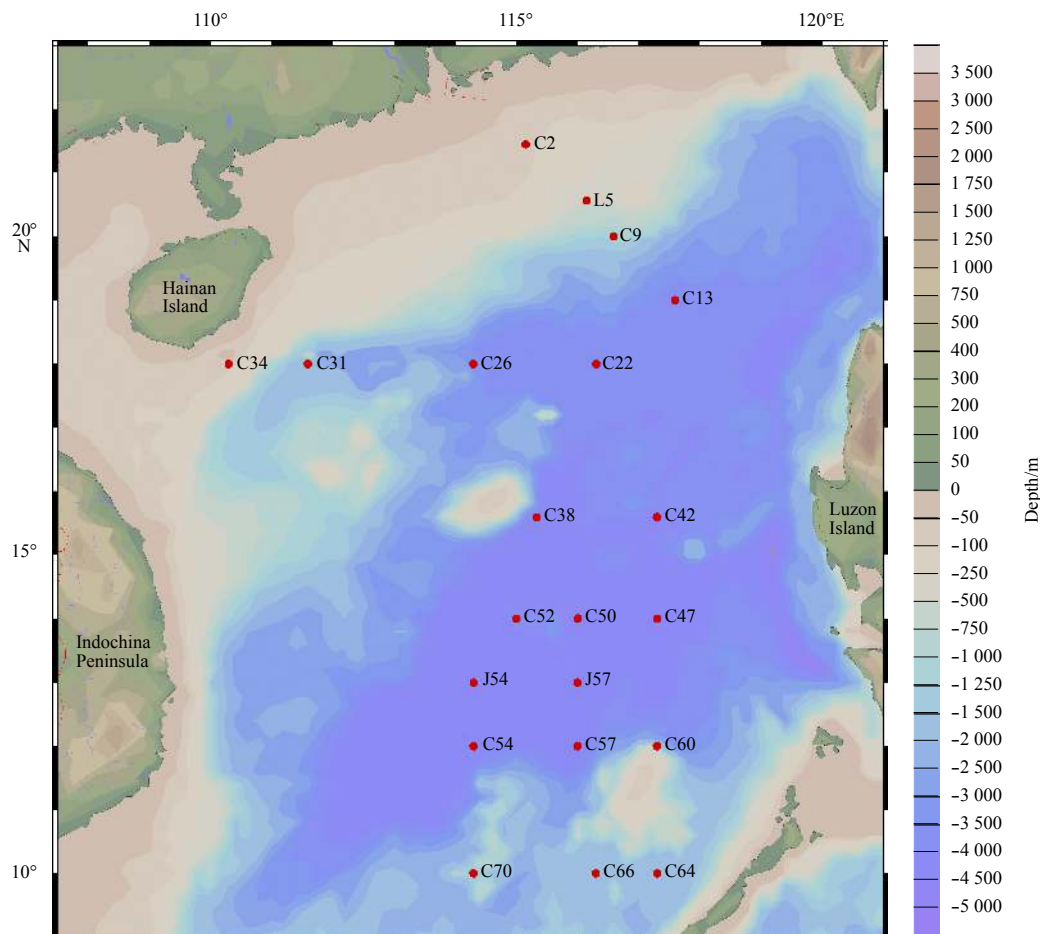 110°
115°
120°E
C2
L5
20°
N
C9
Hainan
Island
C13
C34
C31
C26
C22
C38
C42
Luzon
Island
15°
C52
C50
C47
Indochina
Peninsula
J54
J57
C54
C57
C60
10°
C70
C66
C64
3 500
3 000
2 500
2 000
1 750
1 500
1 250
1 000
750
500
400
300
200
100
50
0
-50
-100
-250
-500
-750
-1 000
-1 250
-1 500
-2 000
-2 500
-3 000
-3 500
-4 000
-4 500
-5 000
Depth/m